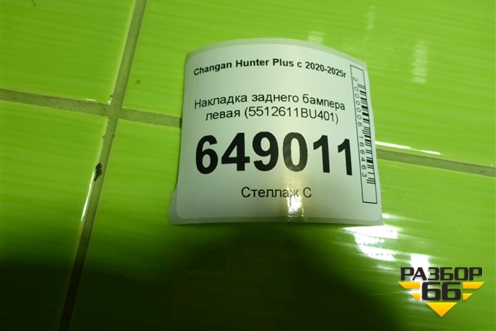 Changan Hunter Plus с 2020-2025г
Накладка заднего бампера
левая (5512611BU401)
649011
Стеллаж С
РАЗБОР
66